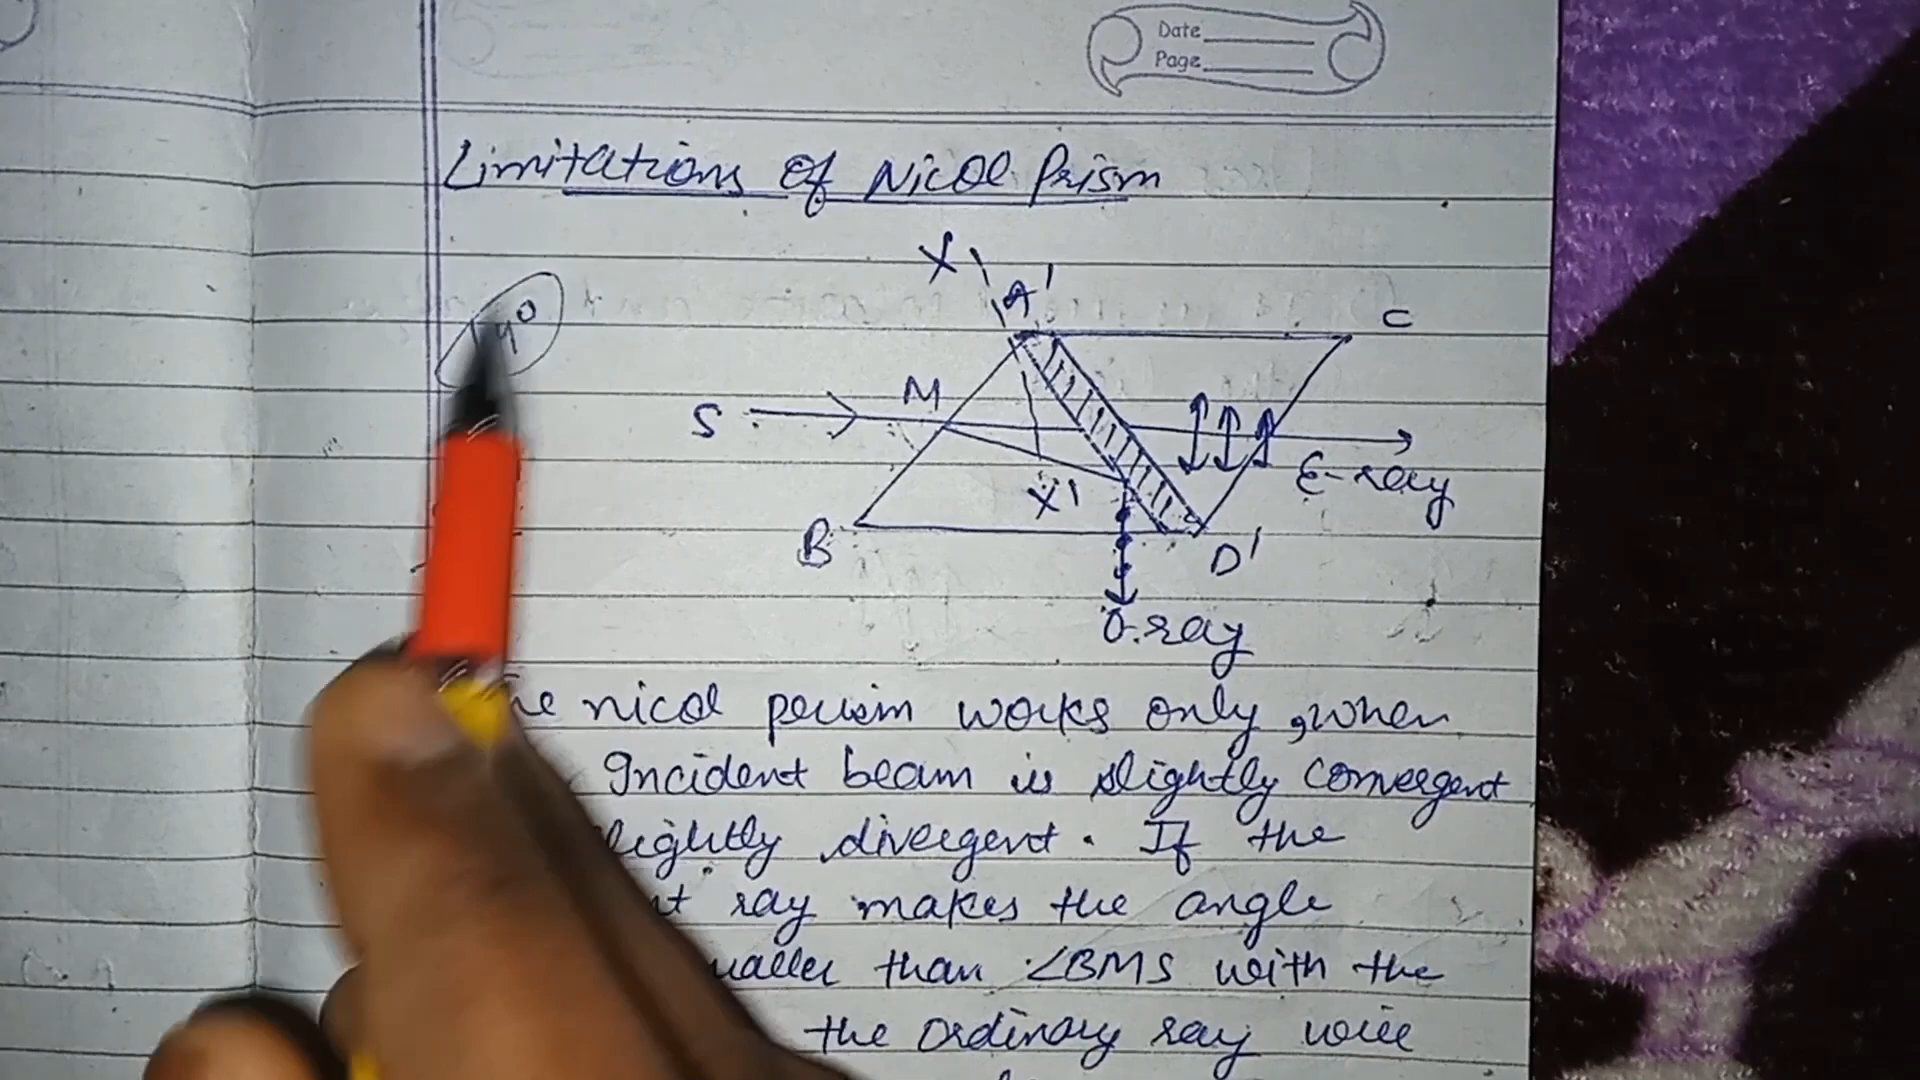 Date
Page
Limitations of Nicol Prism
X
A'
C
14°
M
S
E-ray
X'
B
D'
O-ray
nicol prism works only, when
Incident beam is slightly convergent
slightly divergent. If the
ray makes the angle
smaller than ∠BMS with the
the ordinary ray will